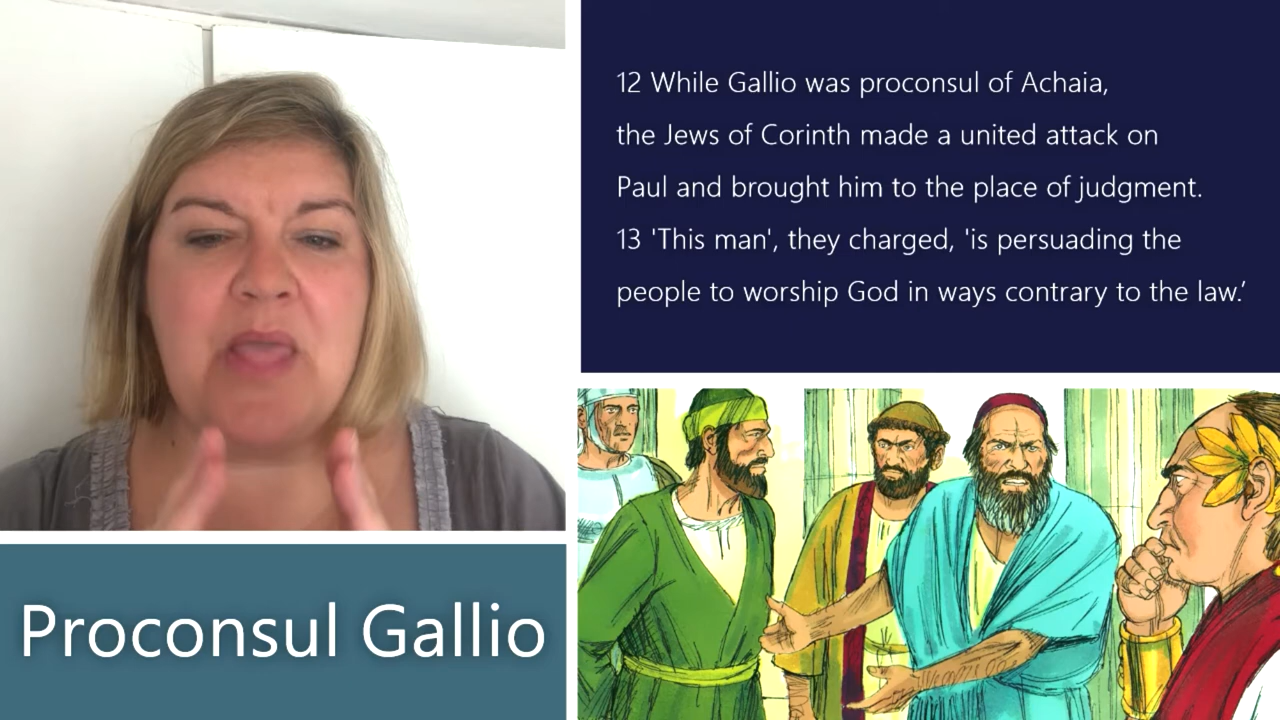 12 While Gallio was proconsul of Achaia,
the Jews of Corinth made a united attack on
Paul and brought him to the place of judgment.
13 'This man', they charged, 'is persuading the
people to worship God in ways contrary to the law.’
Proconsul Gallio